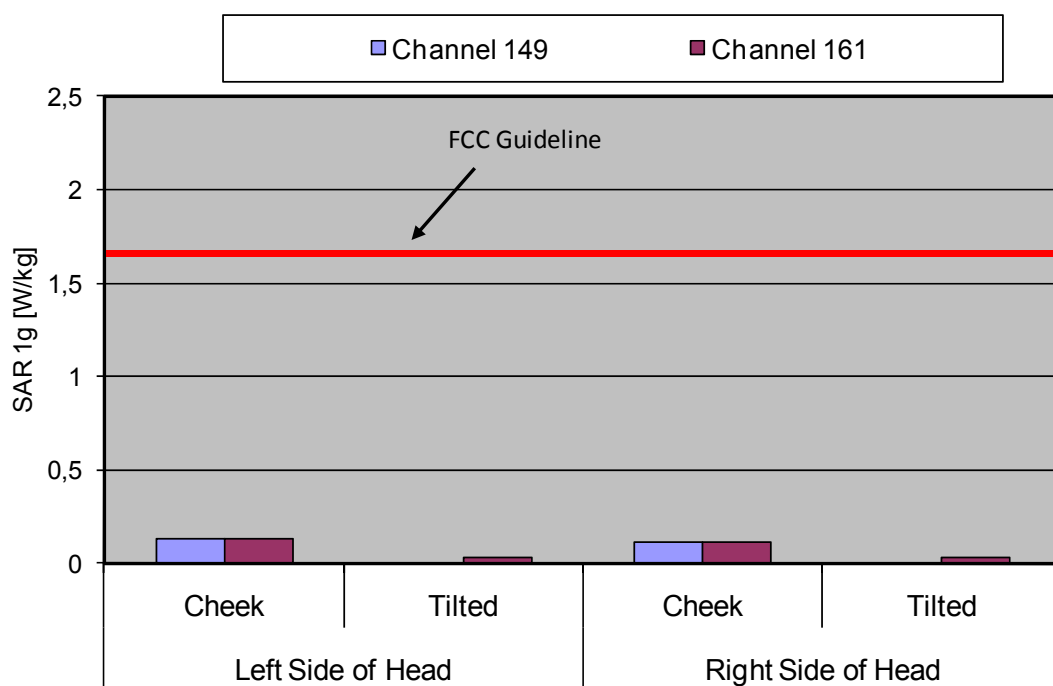 Channel 149 Channel 161
2,5
FCC Guideline
2
1,5
1
0,5
0
SAR 1g [W/kg]
Cheek Tilted Cheek Tilted
Left Side of Head Right Side of Head